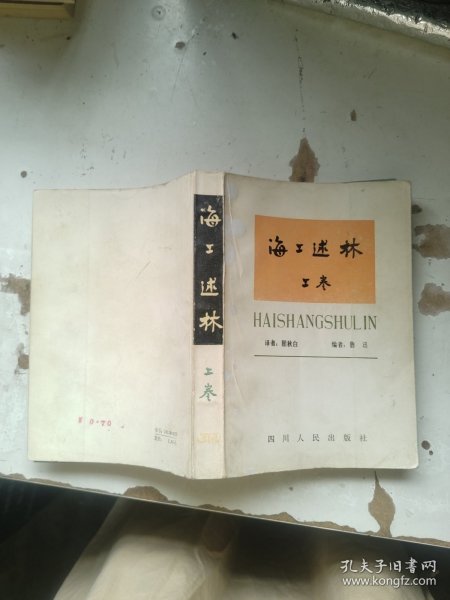 海上述林
上卷
HAISHANGSHULIN
译者：瞿秋白 编者：鲁迅
四川人民出版社
海上述林
上卷
¥ 0.70
孔夫子旧书网
www.kongfz.com